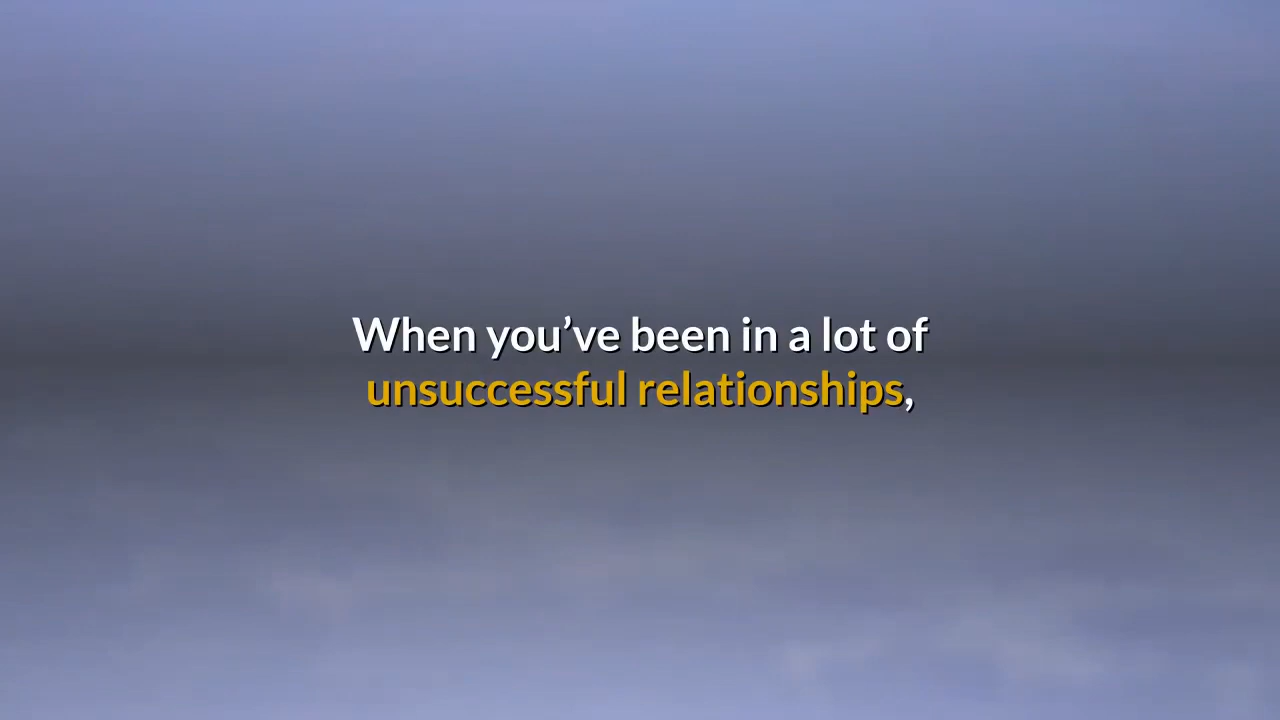 When you’ve been in a lot of
unsuccessful relationships,